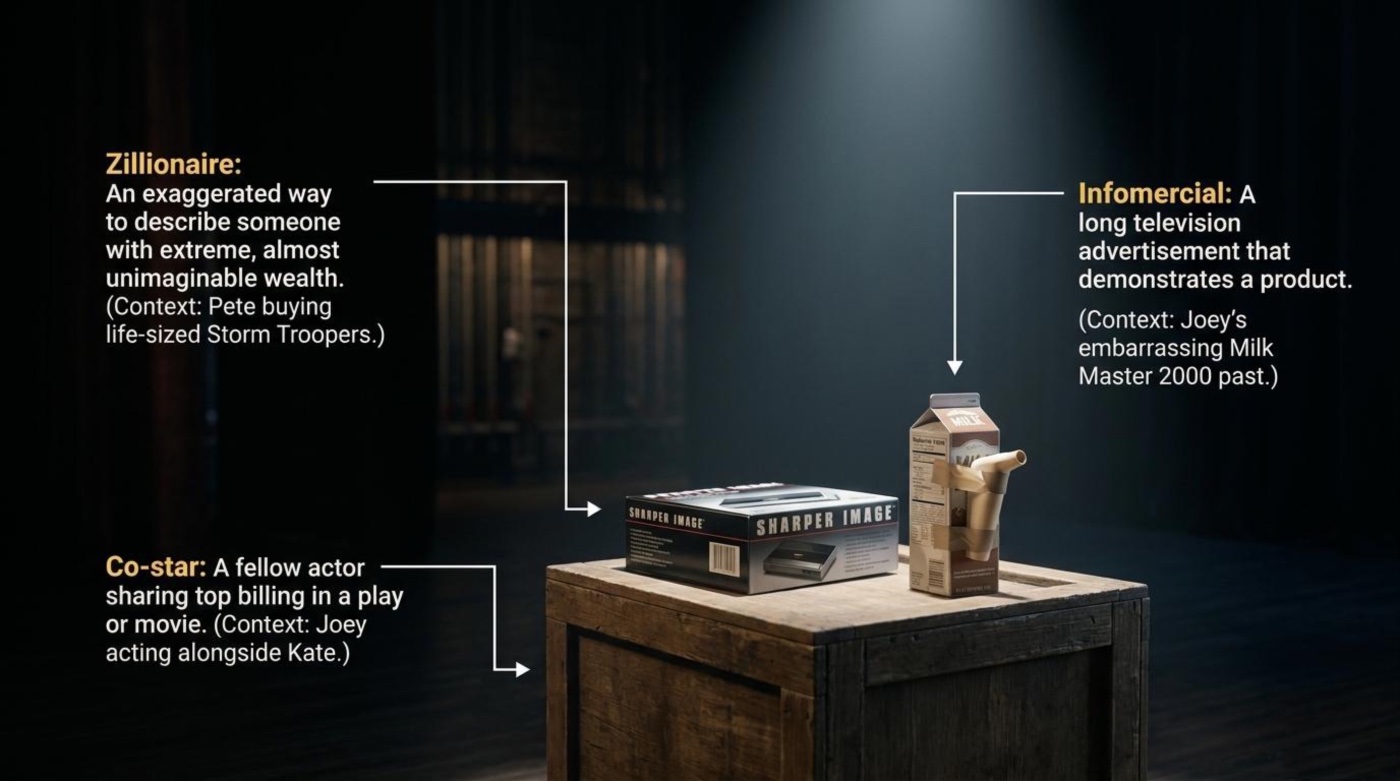 Zillionaire:
An exaggerated way
to describe someone
with extreme, almost
unimaginable wealth.
(Context: Pete buying
life-sized Storm Troopers.)
Co-star: A fellow actor
sharing top billing in a play
or movie. (Context: Joey
acting alongside Kate.)
Infomercial: A
long television
advertisement that
demonstrates a product.
(Context: Joey's
embarrassing Milk
Master 2000 past.)
SHARPER IMAGE
SHARPER IMAGE
MILK